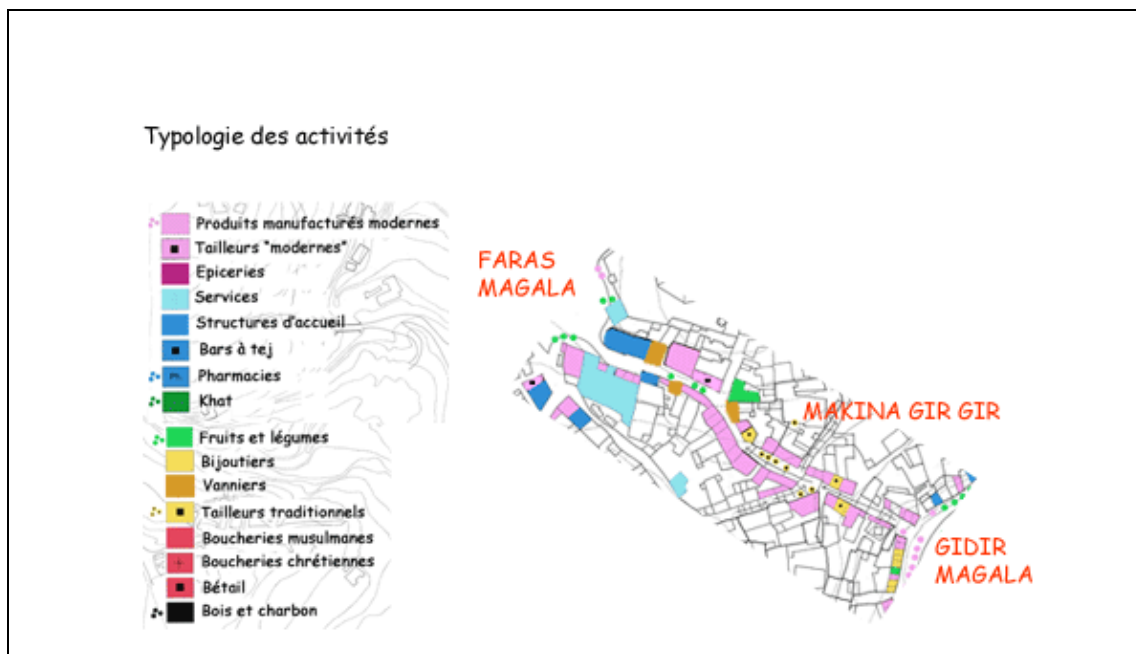 Typologie des activités
Produits manufacturés modernes
Tailleurs "modernes"
Epiceries
Services
Structures d'accueil
Bars à tej
Pharmacies
Khat
Fruits et légumes
Bijoutiers
Vanniers
Tailleurs traditionnels
Boucheries musulmanes
Boucheries chrétiennes
Bétail
Bois et charbon
FARAS
MAGALA
MAKINA GIR GIR
GIDIR
MAGALA